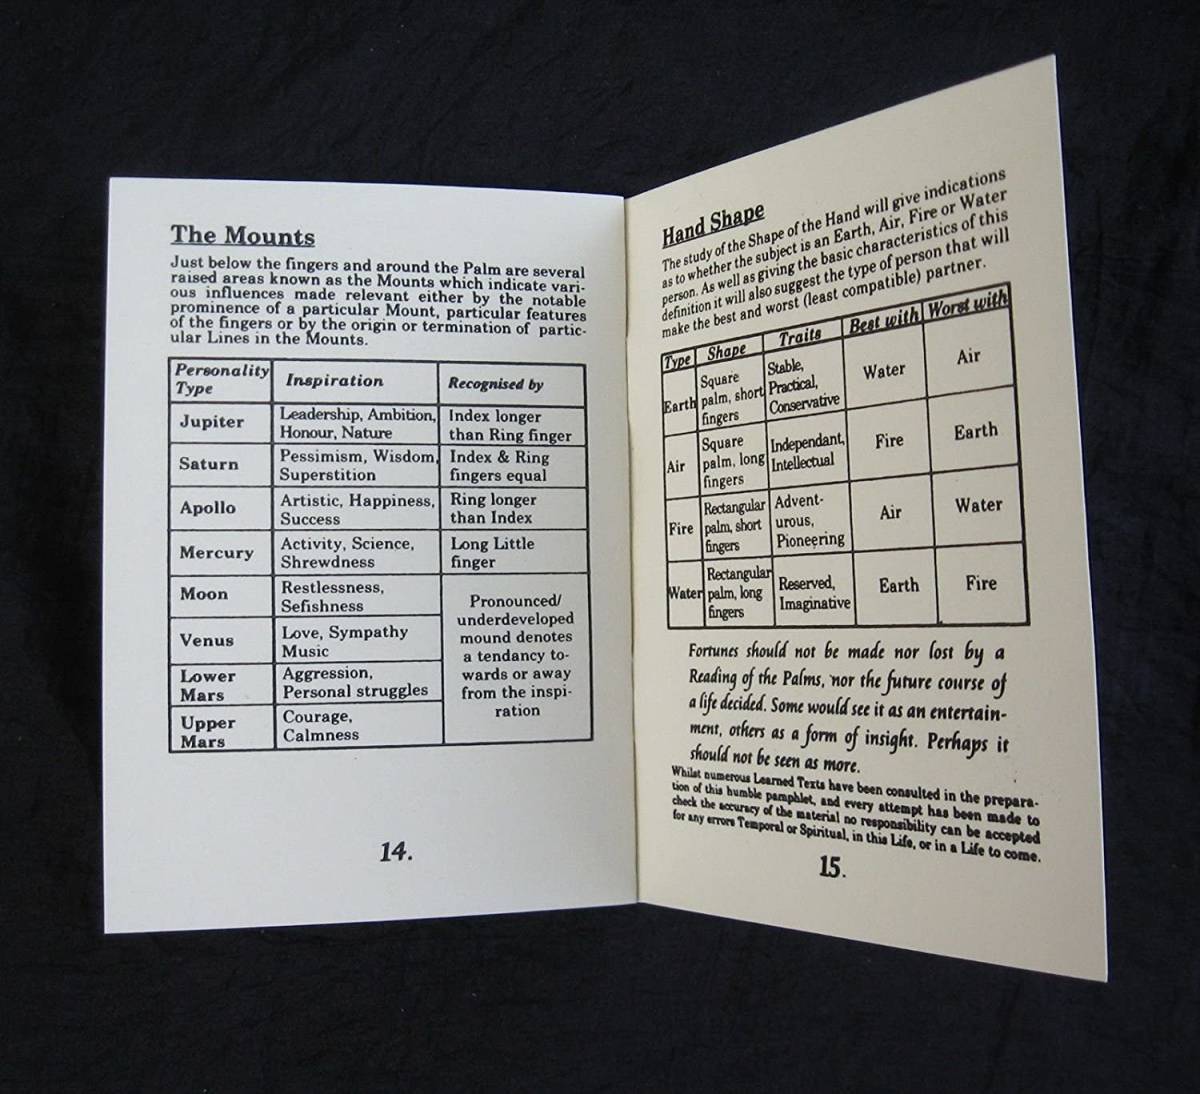 The Mounts
Just below the fingers and around the Palm are several
raised areas known as the Mounts which indicate vari-
ous influences made relevant either by the notable
prominence of a particular Mount, particular features
of the fingers or by the origin or termination of partic-
ular Lines in the Mounts.
Personality
Type
Inspiration
Recognised by
Jupiter
Leadership, Ambition,
Honour, Nature
Index longer
than Ring finger
Saturn
Pessimism, Wisdom,
Superstition
Index & Ring
fingers equal
Apollo
Artistic, Happiness,
Success
Ring longer
than Index
Mercury
Activity, Science,
Shrewdness
Long Little
finger
Moon
Restlessness,
Sefishness
Venus
Love, Sympathy
Music
Lower
Mars
Aggression,
Personal struggles
Upper
Mars
Courage,
Calmness
Pronounced/
underdeveloped
mound denotes
a tendancy to-
wards or away
from the inspi-
ration
14.
Hand Shape
The study of the Shape of the Hand will give indications
as to whether the subject is an Earth, Air, Fire or Water
person. As well as giving the basic characteristics of this
definition it will also suggest the type of person that will
make the best and worst (least compatible) partner.
Type
Shape
Traits
Best with
Worst with
Earth
Square
palm, short
fingers
Stable,
Practical,
Conservative
Water
Air
Air
Square
palm, long
fingers
Independant,
Intellectual
Fire
Earth
Fire
Rectangular
palm, short
fingers
Advent-
urous,
Pioneering
Air
Water
Water
Rectangular
palm, long
fingers
Reserved,
Imaginative
Earth
Fire
Fortunes should not be made nor lost by a
Reading of the Palms, nor the future course of
a life decided. Some would see it as an entertain-
ment, others as a form of insight. Perhaps it
should not be seen as more.
Whilst numerous Learned Texts have been consulted in the prepara-
tion of this humble pamphlet, and every attempt has been made to
check the accuracy of the material no responsibility can be accepted
for any errors Temporal or Spiritual, in this Life, or in a Life to come.
15.